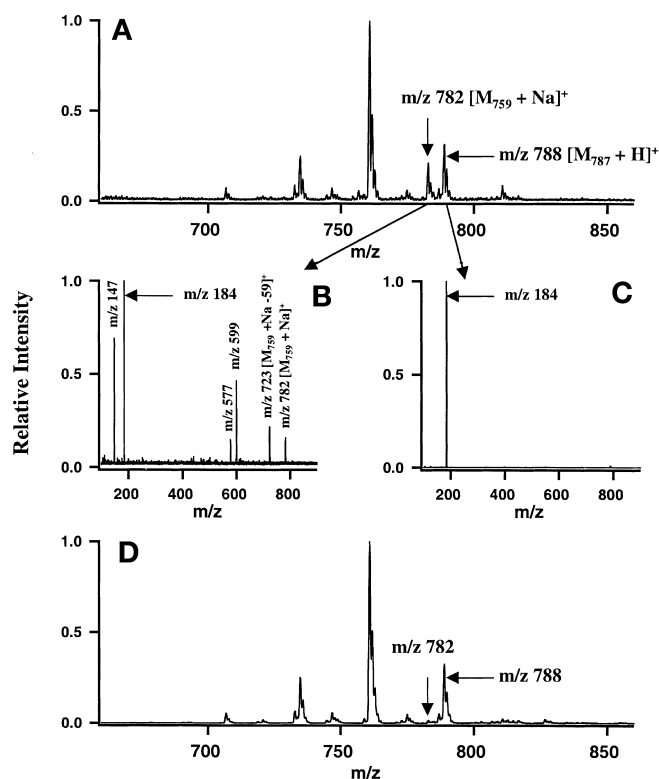 A
1.0
0.5
0.0
m/z 782 [M759 + Na]+
m/z 788 [M787 + H]+
700
750
800
850
m/z
Relative Intensity
B
1.0
0.5
0.0
m/z 147
m/z 184
m/z 577
m/z 599
m/z 723 [M759 +Na -59]+
m/z 782 [M759 + Na]+
200
400
600
800
m/z
C
1.0
0.5
0.0
m/z 184
200
400
600
800
m/z
D
1.0
0.5
0.0
m/z 782
m/z 788
700
750
800
850
m/z